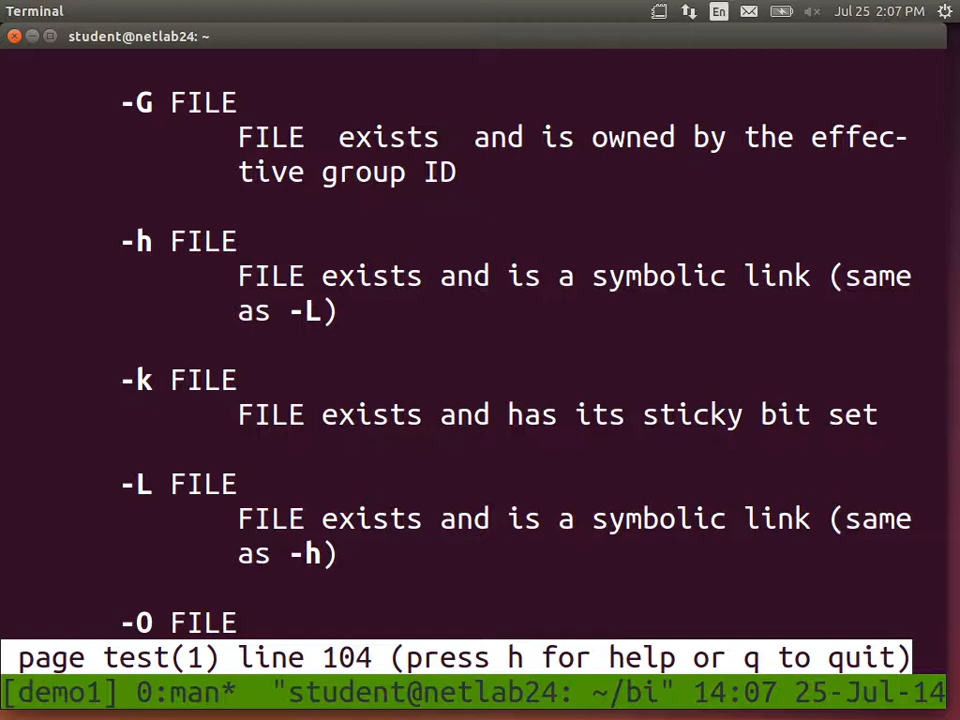 Terminal
En
Jul 25 2:07 PM
student@netlab24: ~
-G FILE
FILE  exists  and is owned by the effec-
tive group ID
-h FILE
FILE exists and is a symbolic link (same
as -L)
-k FILE
FILE exists and has its sticky bit set
-L FILE
FILE exists and is a symbolic link (same
as -h)
-O FILE
page test(1) line 104 (press h for help or q to quit)
[demo1] 0:man*  "student@netlab24: ~/bi" 14:07 25-Jul-14